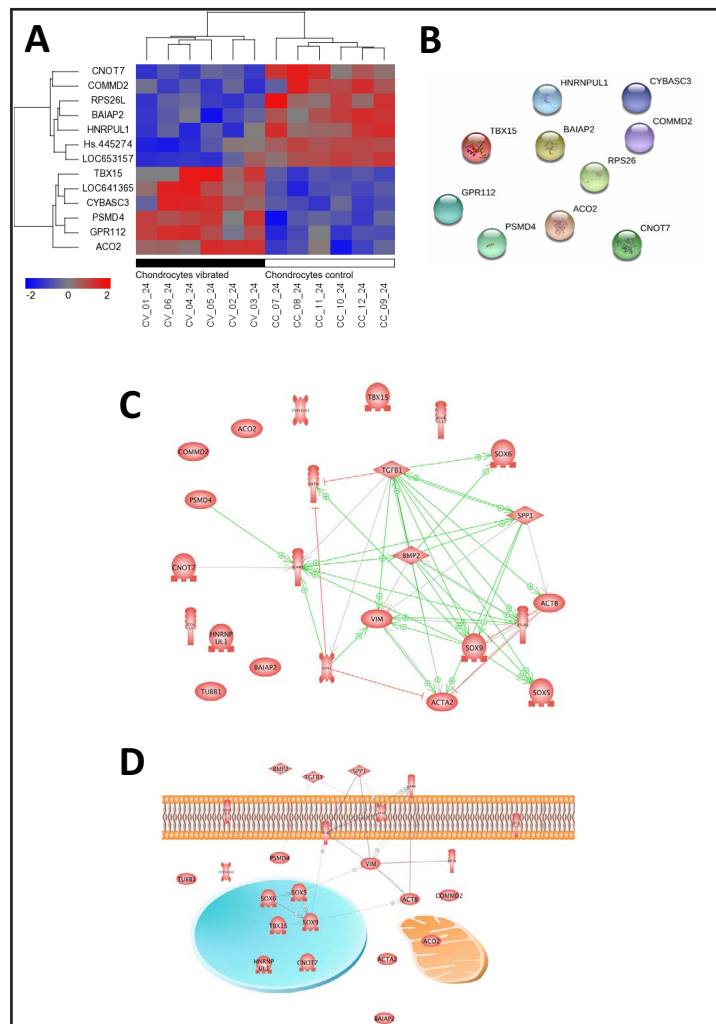 A
CNOT7
COMMD2
RPS26L
BAIAP2
HNRPUL1
Hs.445274
LOC653157
TBX15
LOC641365
CYBASC3
PSMD4
GPR112
ACO2
-2 0 2
Chondrocytes vibrated Chondrocytes control
CV_01_24
CV_06_24
CV_04_24
CV_05_24
CV_02_24
CV_03_24
CC_07_24
CC_08_24
CC_11_24
CC_10_24
CC_12_24
CC_09_24
B
HNRNPUL1
CYBASC3
TBX15
BAIAP2
COMMD2
RPS26
GPR112
ACO2
PSMD4
CNOT7
C
TBX15
ACO2
COMMD2
SOX6
TGFB1
PSMD4
SPP1
BMP2
CNOT7
ACTB
VIM
HNRNP
UL1
SOX9
BAIAP2
TUBB1
ACTA2
SOX5
D
BMP2
TGFB1
SPP1
PSMD4
VIM
TUBB1
SOX5
SOX6
ACTB
COMMD2
SOX9
TBX15
ACO2
HNRNP
UL1
CNOT7
ACTA2
BAIAP2